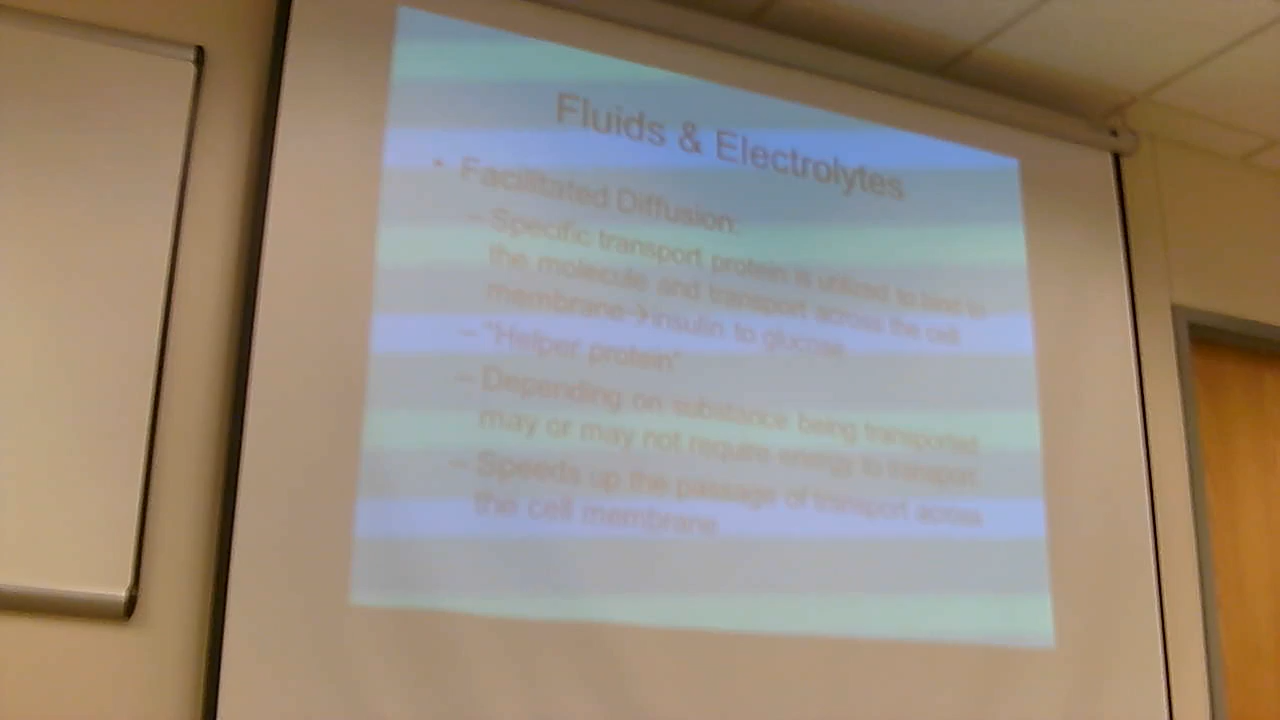 Fluids & Electrolytes
• Facilitated Diffusion:
– Specific transport protein is utilized to bind to
the molecule and transport across the cell
membrane→insulin to glucose
– "Helper protein"
– Depending on substance being transported
may or may not require energy to transport
– Speeds up the passage of transport across
the cell membrane